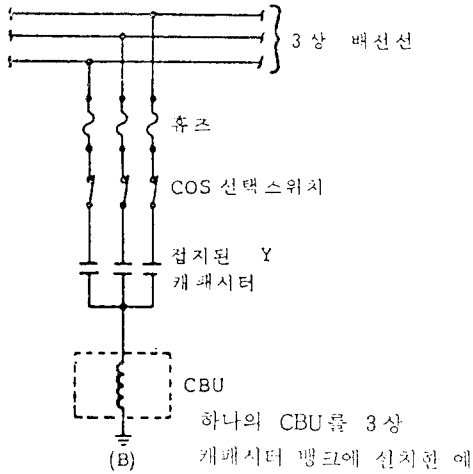 3상 배전선
휴즈
COS 선택스위치
접지된 Y
캐패시터
CBU
하나의 CBU를 3상
(B) 캐패시터 뱅크에 설치한 예